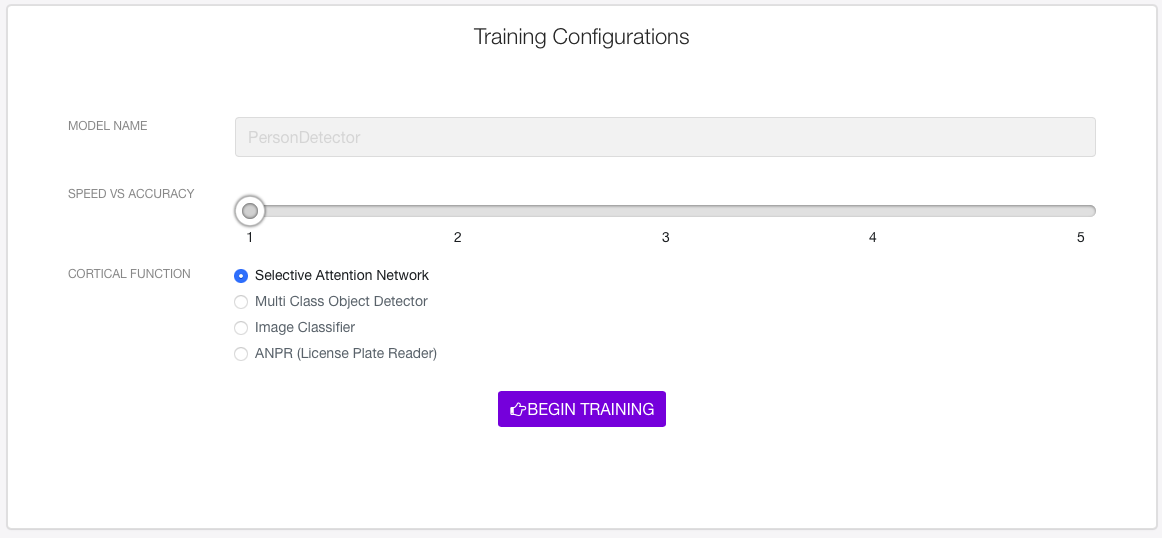 Training Configurations
MODEL NAME
PersonDetector
SPEED VS ACCURACY
1 2 3 4 5
CORTICAL FUNCTION
Selective Attention Network
Multi Class Object Detector
Image Classifier
ANPR (License Plate Reader)
BEGIN TRAINING